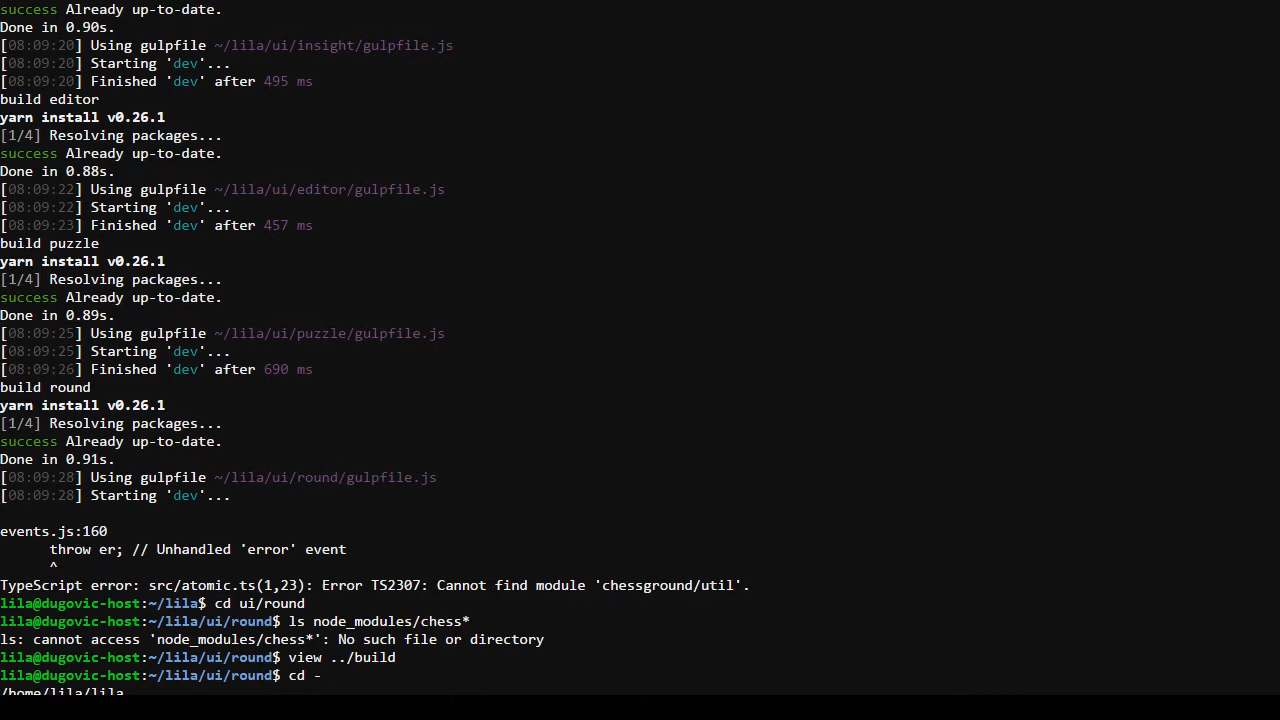 success Already up-to-date.
Done in 0.90s.
[08:09:20] Using gulpfile ~/lila/ui/insight/gulpfile.js
[08:09:20] Starting 'dev'...
[08:09:20] Finished 'dev' after 495 ms
build editor
yarn install v0.26.1
[1/4] Resolving packages...
success Already up-to-date.
Done in 0.88s.
[08:09:22] Using gulpfile ~/lila/ui/editor/gulpfile.js
[08:09:22] Starting 'dev'...
[08:09:23] Finished 'dev' after 457 ms
build puzzle
yarn install v0.26.1
[1/4] Resolving packages...
success Already up-to-date.
Done in 0.89s.
[08:09:25] Using gulpfile ~/lila/ui/puzzle/gulpfile.js
[08:09:25] Starting 'dev'...
[08:09:26] Finished 'dev' after 690 ms
build round
yarn install v0.26.1
[1/4] Resolving packages...
success Already up-to-date.
Done in 0.91s.
[08:09:28] Using gulpfile ~/lila/ui/round/gulpfile.js
[08:09:28] Starting 'dev'...
events.js:160
throw er; // Unhandled 'error' event
^
TypeScript error: src/atomic.ts(1,23): Error TS2307: Cannot find module 'chessground/util'.
lila@dugovic-host:~/lila$ cd ui/round
lila@dugovic-host:~/lila/ui/round$ ls node_modules/chess*
ls: cannot access 'node_modules/chess*': No such file or directory
lila@dugovic-host:~/lila/ui/round$ view ../build
lila@dugovic-host:~/lila/ui/round$ cd -
/home/lila/lila